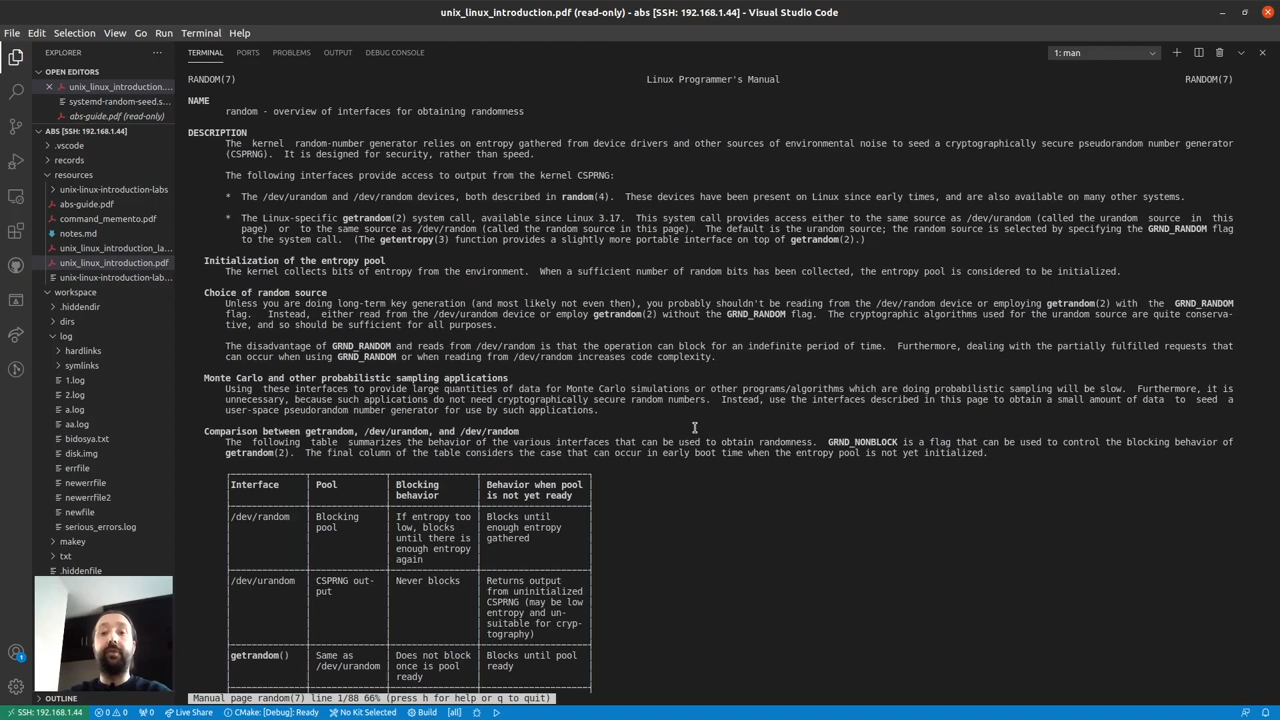 unix_linux_introduction.pdf (read-only) - abs [SSH: 192.168.1.44] - Visual Studio Code
File Edit Selection View Go Run Terminal Help
EXPLORER
OPEN EDITORS
unix_linux_introduction....
systemd-random-seed.s...
abs-guide.pdf (read-only)
ABS [SSH: 192.168.1.44]
.vscode
records
resources
unix-linux-introduction-labs
abs-guide.pdf
command_memento.pdf
notes.md
unix_linux_introduction_la...
unix_linux_introduction.pdf
unix-linux-introduction-lab...
workspace
.hiddendir
dirs
log
hardlinks
symlinks
1.log
2.log
a.log
aa.log
bidosya.txt
disk.img
errfile
newerrfile
newerrfile2
newfile
serious_errors.log
makey
txt
.hiddenfile
OUTLINE
TERMINAL PORTS PROBLEMS OUTPUT DEBUG CONSOLE
1: man
RANDOM(7) Linux Programmer's Manual RANDOM(7)
NAME
random - overview of interfaces for obtaining randomness
DESCRIPTION
The kernel random-number generator relies on entropy gathered from device drivers and other sources of environmental noise to seed a cryptographically secure pseudorandom number generator
(CSPRNG). It is designed for security, rather than speed.
The following interfaces provide access to output from the kernel CSPRNG:
* The /dev/urandom and /dev/random devices, both described in random(4). These devices have been present on Linux since early times, and are also available on many other systems.
* The Linux-specific getrandom(2) system call, available since Linux 3.17. This system call provides access either to the same source as /dev/urandom (called the urandom source in this
page) or to the same source as /dev/random (called the random source in this page). The default is the urandom source; the random source is selected by specifying the GRND_RANDOM flag
to the system call. (The getentropy(3) function provides a slightly more portable interface on top of getrandom(2).)
Initialization of the entropy pool
The kernel collects bits of entropy from the environment. When a sufficient number of random bits has been collected, the entropy pool is considered to be initialized.
Choice of random source
Unless you are doing long-term key generation (and most likely not even then), you probably shouldn't be reading from the /dev/random device or employing getrandom(2) with the GRND_RANDOM
flag. Instead, either read from the /dev/urandom device or employ getrandom(2) without the GRND_RANDOM flag. The cryptographic algorithms used for the urandom source are quite conserva-
tive, and so should be sufficient for all purposes.
The disadvantage of GRND_RANDOM and reads from /dev/random is that the operation can block for an indefinite period of time. Furthermore, dealing with the partially fulfilled requests that
can occur when using GRND_RANDOM or when reading from /dev/random increases code complexity.
Monte Carlo and other probabilistic sampling applications
Using these interfaces to provide large quantities of data for Monte Carlo simulations or other programs/algorithms which are doing probabilistic sampling will be slow. Furthermore, it is
unnecessary, because such applications do not need cryptographically secure random numbers. Instead, use the interfaces described in this page to obtain a small amount of data to seed a
user-space pseudorandom number generator for use by such applications.
Comparison between getrandom, /dev/urandom, and /dev/random
The following table summarizes the behavior of the various interfaces that can be used to obtain randomness. GRND_NONBLOCK is a flag that can be used to control the blocking behavior of
getrandom(2). The final column of the table considers the case that can occur in early boot time when the entropy pool is not yet initialized.
Interface Pool Blocking Behavior when pool
behavior is not yet ready
/dev/random Blocking If entropy too Blocks until
pool low, blocks enough entropy
until there is gathered
enough entropy
again
/dev/urandom CSPRNG out- Never blocks Returns output
put from uninitialized
CSPRNG (may be low
entropy and un-
suitable for cryp-
tography)
getrandom() Same as Does not block Blocks until pool
/dev/urandom once is pool ready
ready
Manual page random(7) line 1/88 66% (press h for help or q to quit)
SSH: 192.168.1.44 0 0 0 Live Share CMake: [Debug]: Ready No Kit Selected Build [all]